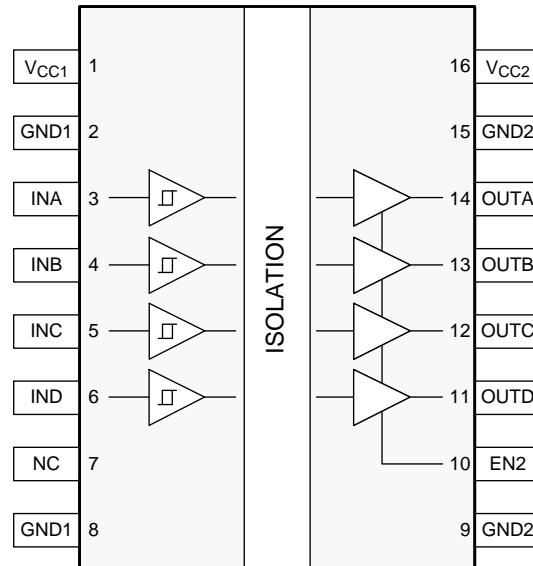 VCC1 1 16 VCC2
GND1 2 15 GND2
INA 3 14 OUTA
INB 4 13 OUTB
INC 5 12 OUTC
IND 6 11 OUTD
NC 7 10 EN2
GND1 8 9 GND2
ISOLATION